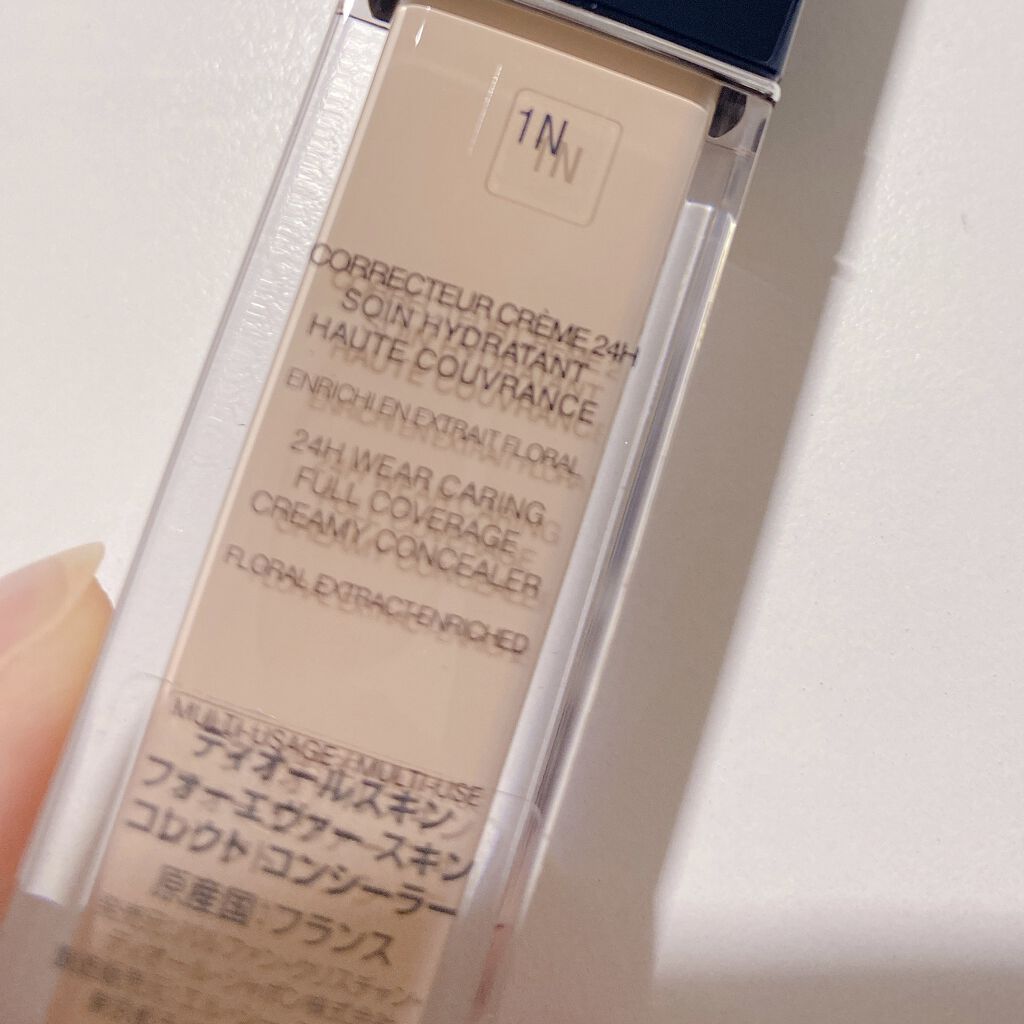 1N
CORRECTEUR CRÈME 24H
SOIN HYDRATANT
HAUTE COUVRANCE
ENRICHI EN EXTRAIT FLORAL
24H WEAR CARING
FULL COVERAGE
CREAMY CONCEALER
FLORAL EXTRACT-ENRICHED
MULTI-USAGE / MULTI-USE
ディオールスキン
フォーエヴァー スキン
コレクト コンシーラー
原産国:フランス